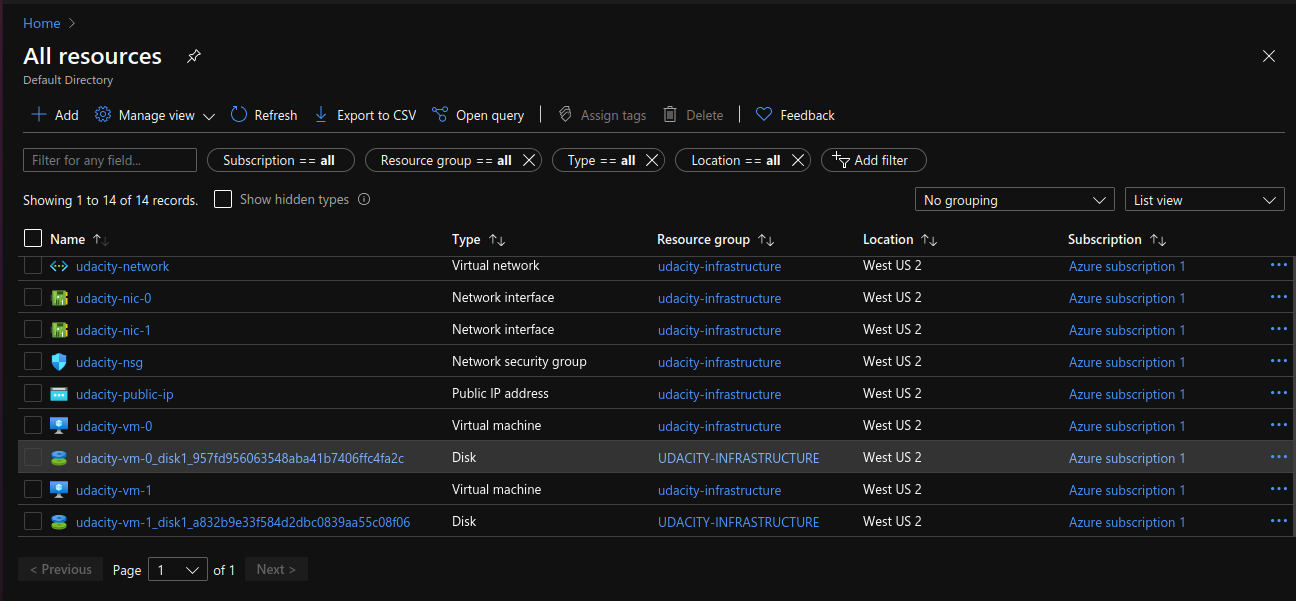 Home >
All resources
Default Directory
Add Manage view Refresh Export to CSV Open query Assign tags Delete Feedback
Filter for any field... Subscription == all Resource group == all Type == all Location == all Add filter
Showing 1 to 14 of 14 records. Show hidden types No grouping List view
Name Type Resource group Location Subscription
udacity-network Virtual network udacity-infrastructure West US 2 Azure subscription 1
udacity-nic-0 Network interface udacity-infrastructure West US 2 Azure subscription 1
udacity-nic-1 Network interface udacity-infrastructure West US 2 Azure subscription 1
udacity-nsg Network security group udacity-infrastructure West US 2 Azure subscription 1
udacity-public-ip Public IP address udacity-infrastructure West US 2 Azure subscription 1
udacity-vm-0 Virtual machine udacity-infrastructure West US 2 Azure subscription 1
udacity-vm-0_disk1_957fd956063548aba41b7406ffc4fa2c Disk UDACITY-INFRASTRUCTURE West US 2 Azure subscription 1
udacity-vm-1 Virtual machine udacity-infrastructure West US 2 Azure subscription 1
udacity-vm-1_disk1_a832b9e33f584d2dbc0839aa55c08f06 Disk UDACITY-INFRASTRUCTURE West US 2 Azure subscription 1
< Previous Page 1 of 1 Next >